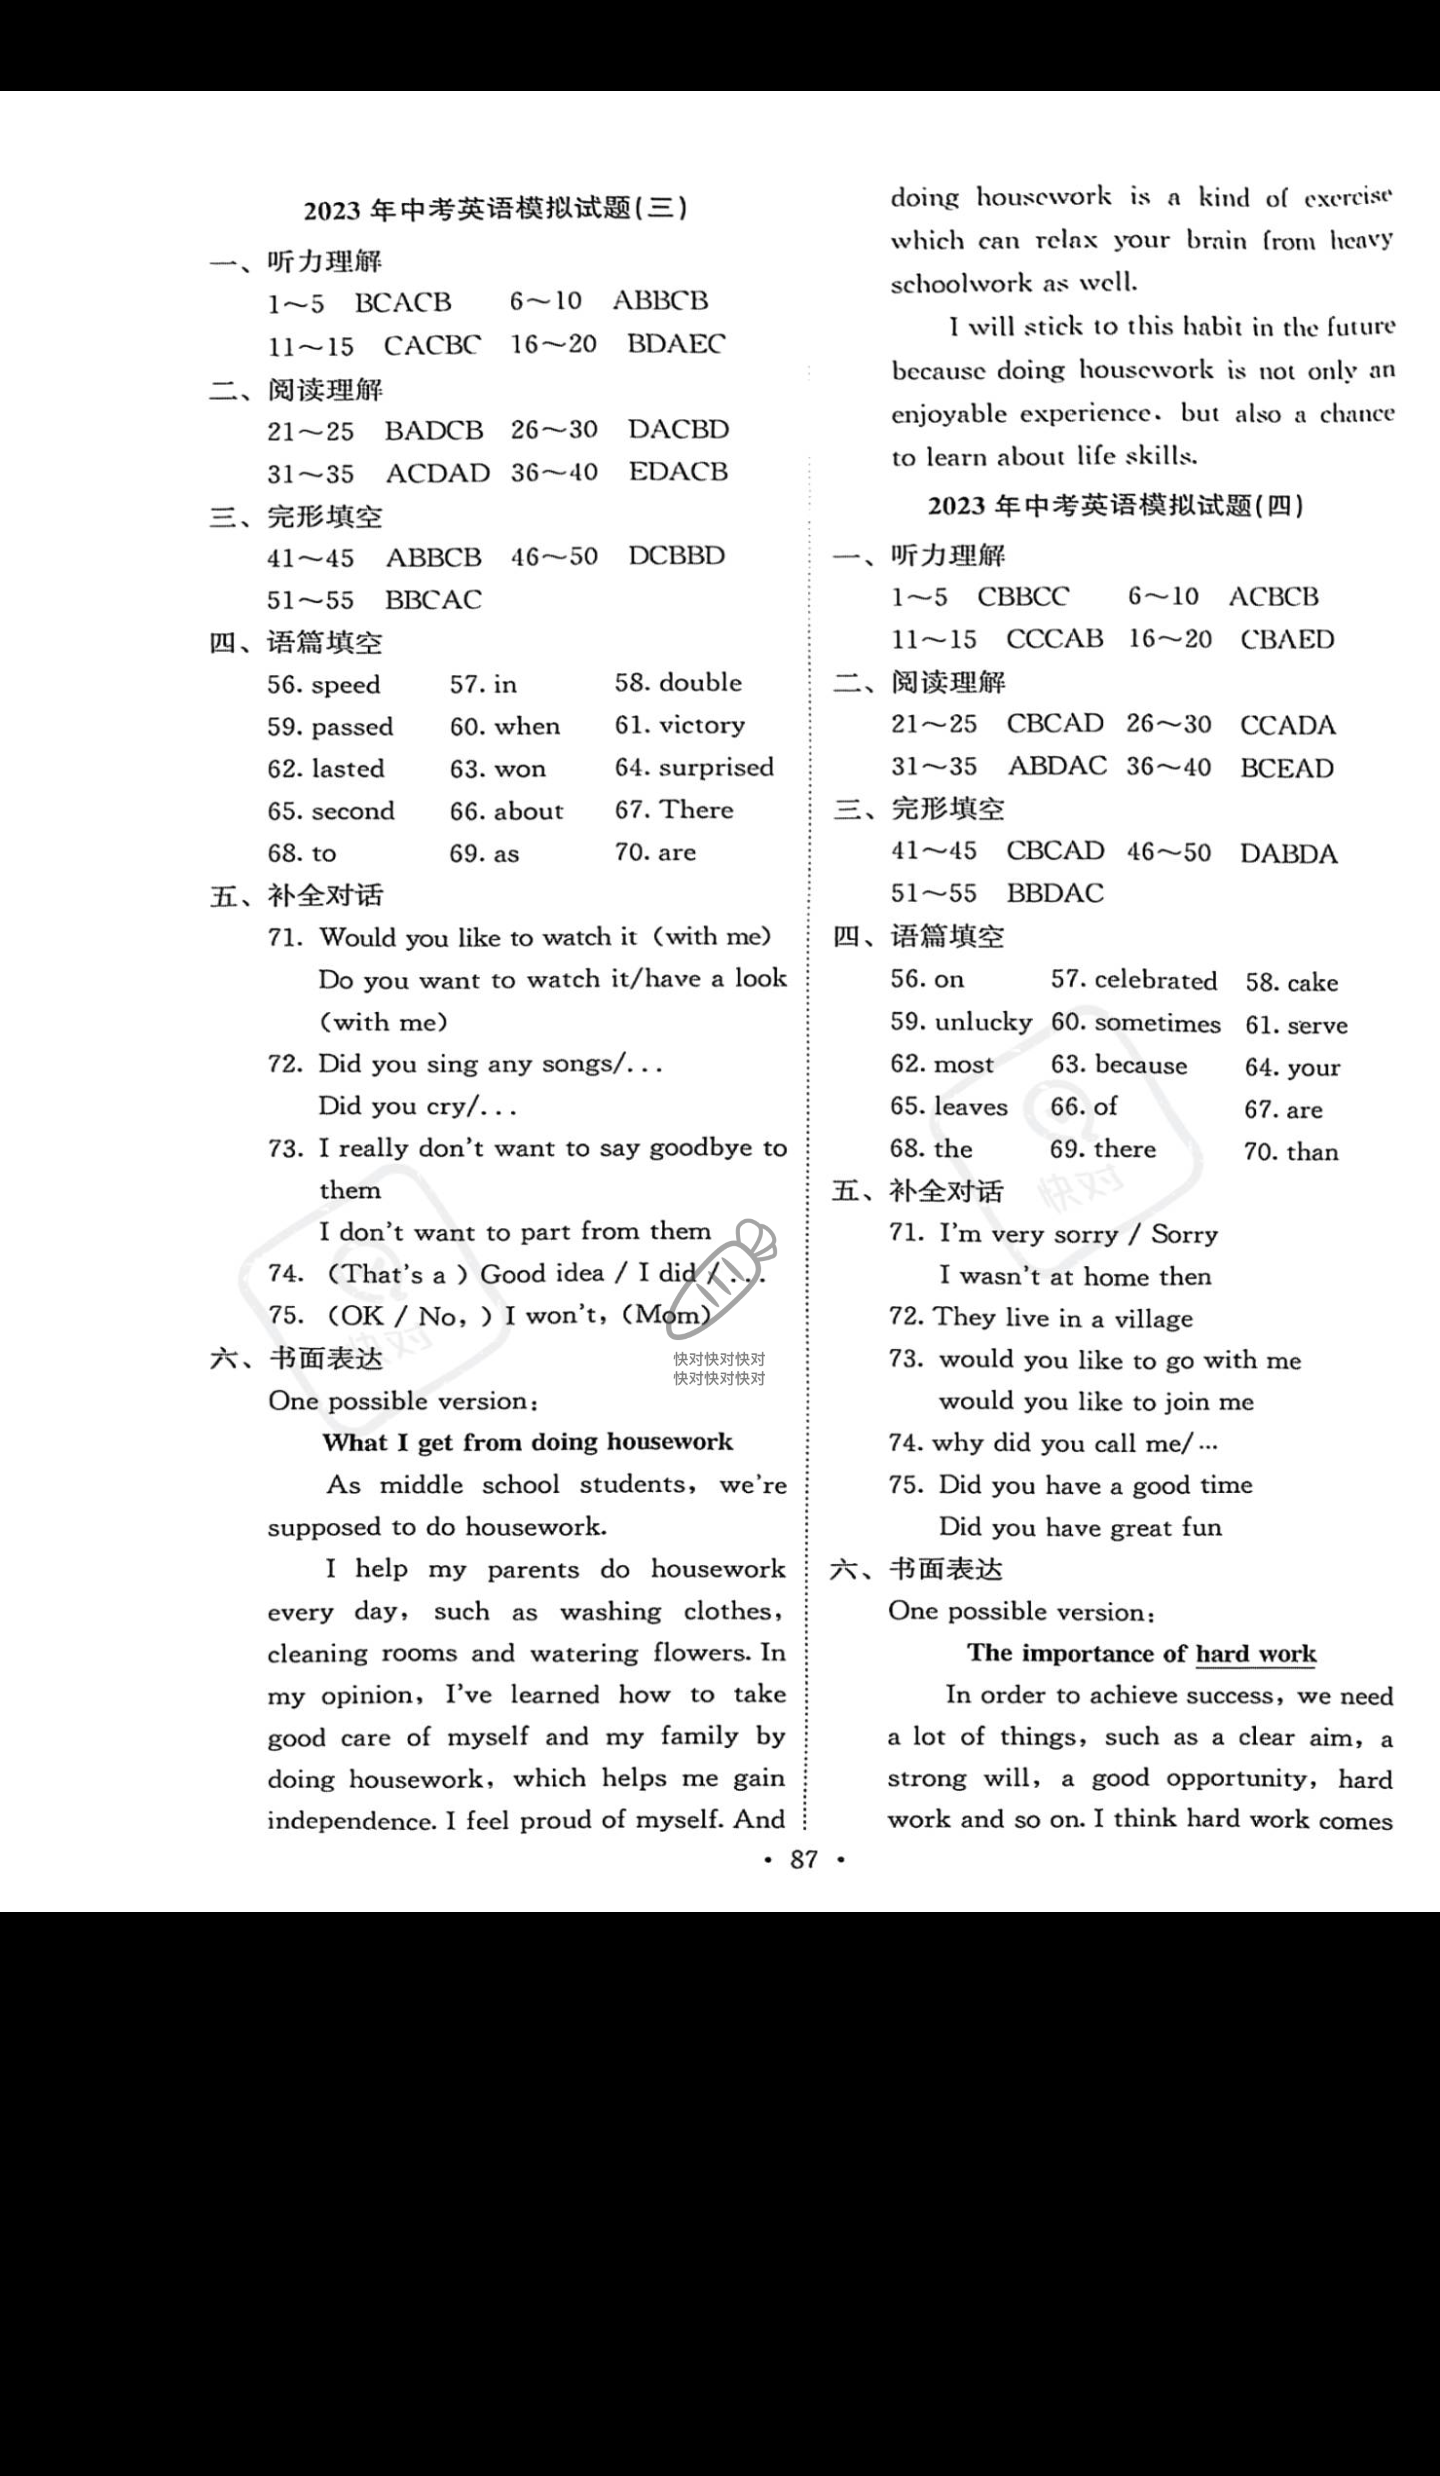 2023 年中考英语模拟试题(三)
一、听力理解
1～5 BCACB 6～10 ABBCB
11～15 CACBC 16～20 BDAEC
二、阅读理解
21～25 BADCB 26～30 DACBD
31～35 ACDAD 36～40 EDACB
三、完形填空
41～45 ABBCB 46～50 DCBBD
51～55 BBCAC
四、语篇填空
56. speed 57. in 58. double
59. passed 60. when 61. victory
62. lasted 63. won 64. surprised
65. second 66. about 67. There
68. to 69. as 70. are
五、补全对话
71. Would you like to watch it（with me）
Do you want to watch it/have a look
（with me）
72. Did you sing any songs/...
Did you cry/...
73. I really don't want to say goodbye to
them
I don't want to part from them
74. （That's a ）Good idea / I did / ...
75. （OK / No，）I won't，（Mom）
六、书面表达
One possible version：
What I get from doing housework
As middle school students，we're
supposed to do housework.
I help my parents do housework
every day，such as washing clothes，
cleaning rooms and watering flowers. In
my opinion，I've learned how to take
good care of myself and my family by
doing housework，which helps me gain
independence. I feel proud of myself. And
doing housework is a kind of exercise
which can relax your brain from heavy
schoolwork as well.
I will stick to this habit in the future
because doing housework is not only an
enjoyable experience，but also a chance
to learn about life skills.
2023 年中考英语模拟试题(四)
一、听力理解
1～5 CBBCC 6～10 ACBCB
11～15 CCCAB 16～20 CBAED
二、阅读理解
21～25 CBCAD 26～30 CCADA
31～35 ABDAC 36～40 BCEAD
三、完形填空
41～45 CBCAD 46～50 DABDA
51～55 BBDAC
四、语篇填空
56. on 57. celebrated 58. cake
59. unlucky 60. sometimes 61. serve
62. most 63. because 64. your
65. leaves 66. of 67. are
68. the 69. there 70. than
五、补全对话
71. I'm very sorry / Sorry
I wasn't at home then
72. They live in a village
73. would you like to go with me
would you like to join me
74. why did you call me/ ...
75. Did you have a good time
Did you have great fun
六、书面表达
One possible version：
The importance of hard work
In order to achieve success，we need
a lot of things，such as a clear aim，a
strong will，a good opportunity，hard
work and so on. I think hard work comes
• 87 •
快对快对快对
快对快对快对
快对
快对